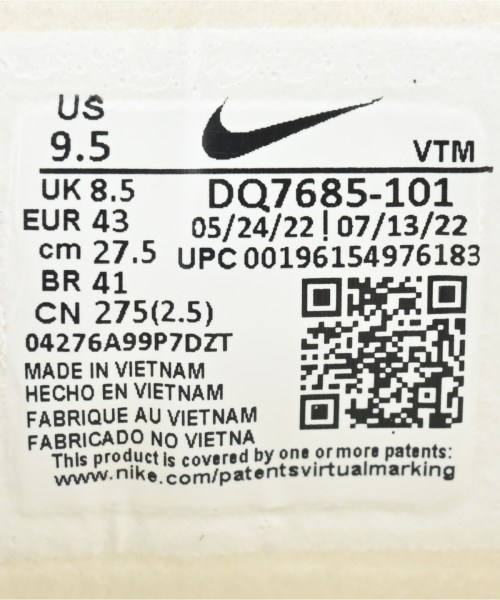 US
9.5
VTM
UK 8.5
DQ7685-101
EUR 43
05/24/22 | 07/13/22
cm 27.5
UPC 00196154976183
BR 41
CN 275(2.5)
04276A99P7DZT
MADE IN VIETNAM
HECHO EN VIETNAM
FABRIQUE AU VIETNAM
FABRICADO NO VIETNA
This product is covered by one or more patents:
www.nike.com/patentsvirtualmarking